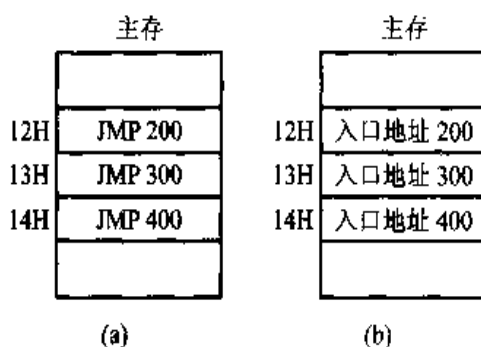 主存 主存
12H JMP 200 12H 入口地址 200
13H JMP 300 13H 入口地址 300
14H JMP 400 14H 入口地址 400
(a) (b)